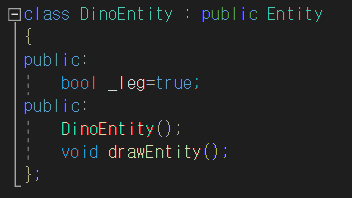 class DinoEntity : public Entity
{
public:
    bool _leg=true;
public:
    DinoEntity();
    void drawEntity();
};